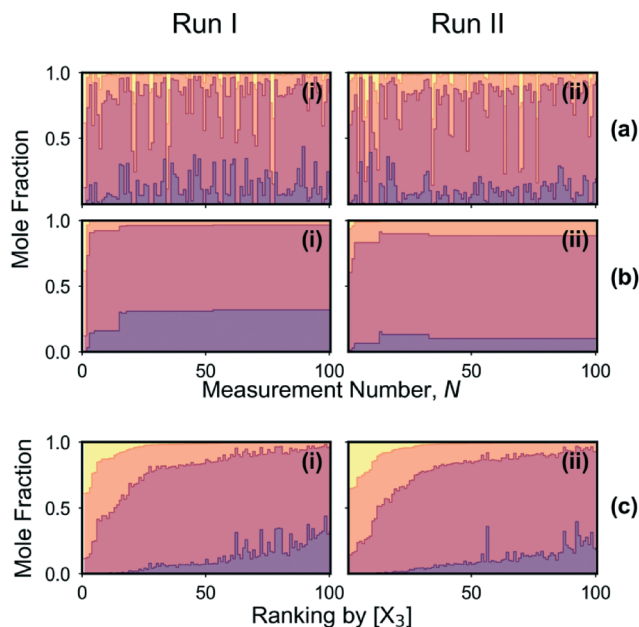 Run I Run II
1.0 (i) (ii)
0.5 (a)
Mole Fraction
1.0 (i) (ii)
0.5 (b)
0.0
0 50 100 50 100
Measurement Number, N
1.0 (i) (ii)
Mole Fraction 0.5 (c)
0.0
0 50 100 50 100
Ranking by [X₃]